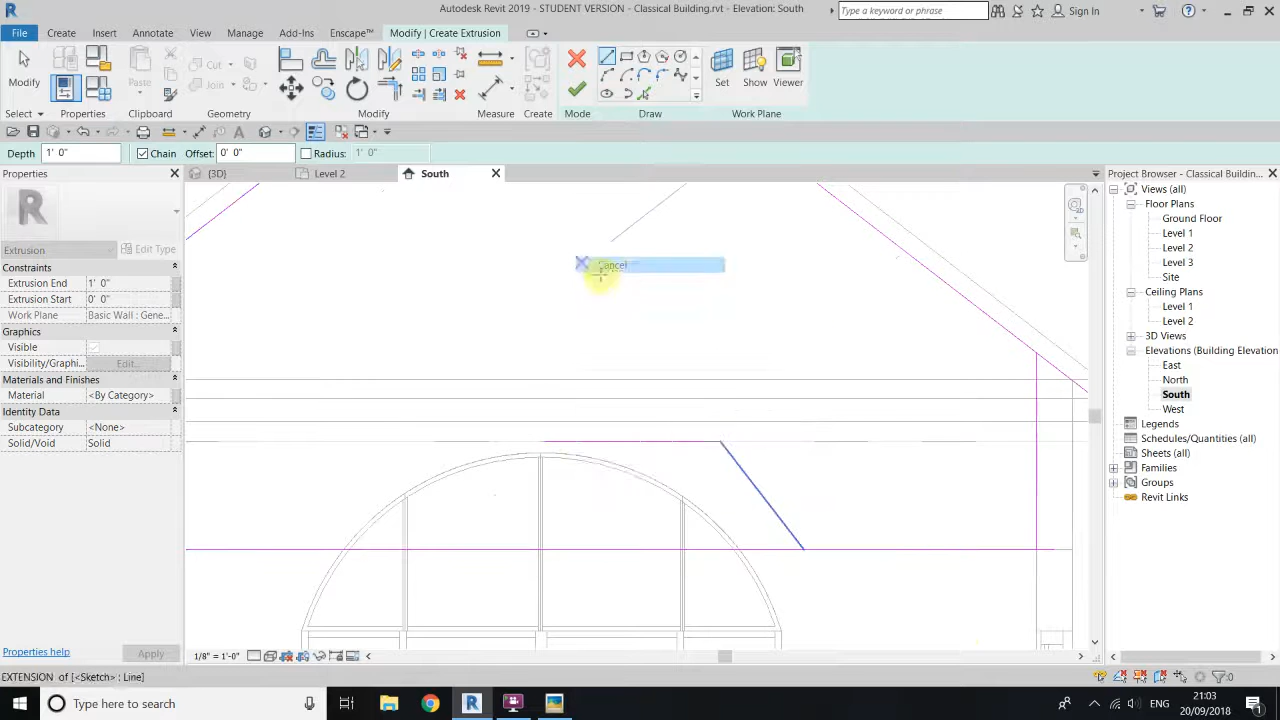 Autodesk Revit 2019 - STUDENT VERSION - Classical Building.rvt - Elevation: South
Type a keyword or phrase
Sign In
File Create Insert Annotate View Manage Add-Ins Enscape™ Modify | Create Extrusion
Modify
Paste
Cut
Join
Set Show Viewer
Select Properties Clipboard Geometry Modify Measure Create Mode Draw Work Plane
Depth 1' 0" Chain Offset: 0' 0" Radius: 1' 0"
Properties
{3D} Level 2 South
Project Browser - Classical Building...
Extrusion
Edit Type
Constraints
Extrusion End 1' 0"
Extrusion Start 0' 0"
Work Plane Basic Wall : Gene...
Graphics
Visible
Visibility/Graphi... Edit...
Materials and Finishes
Material <By Category>
Identity Data
Subcategory <None>
Solid/Void Solid
Properties help
Apply
Cancel
Views (all)
Floor Plans
Ground Floor
Level 1
Level 2
Level 3
Site
Ceiling Plans
Level 1
Level 2
3D Views
Elevations (Building Elevation
East
North
South
West
Legends
Schedules/Quantities (all)
Sheets (all)
Families
Groups
Revit Links
1/8" = 1'-0"
EXTENSION of [<Sketch> : Line]
:0
Type here to search
21:03
20/09/2018